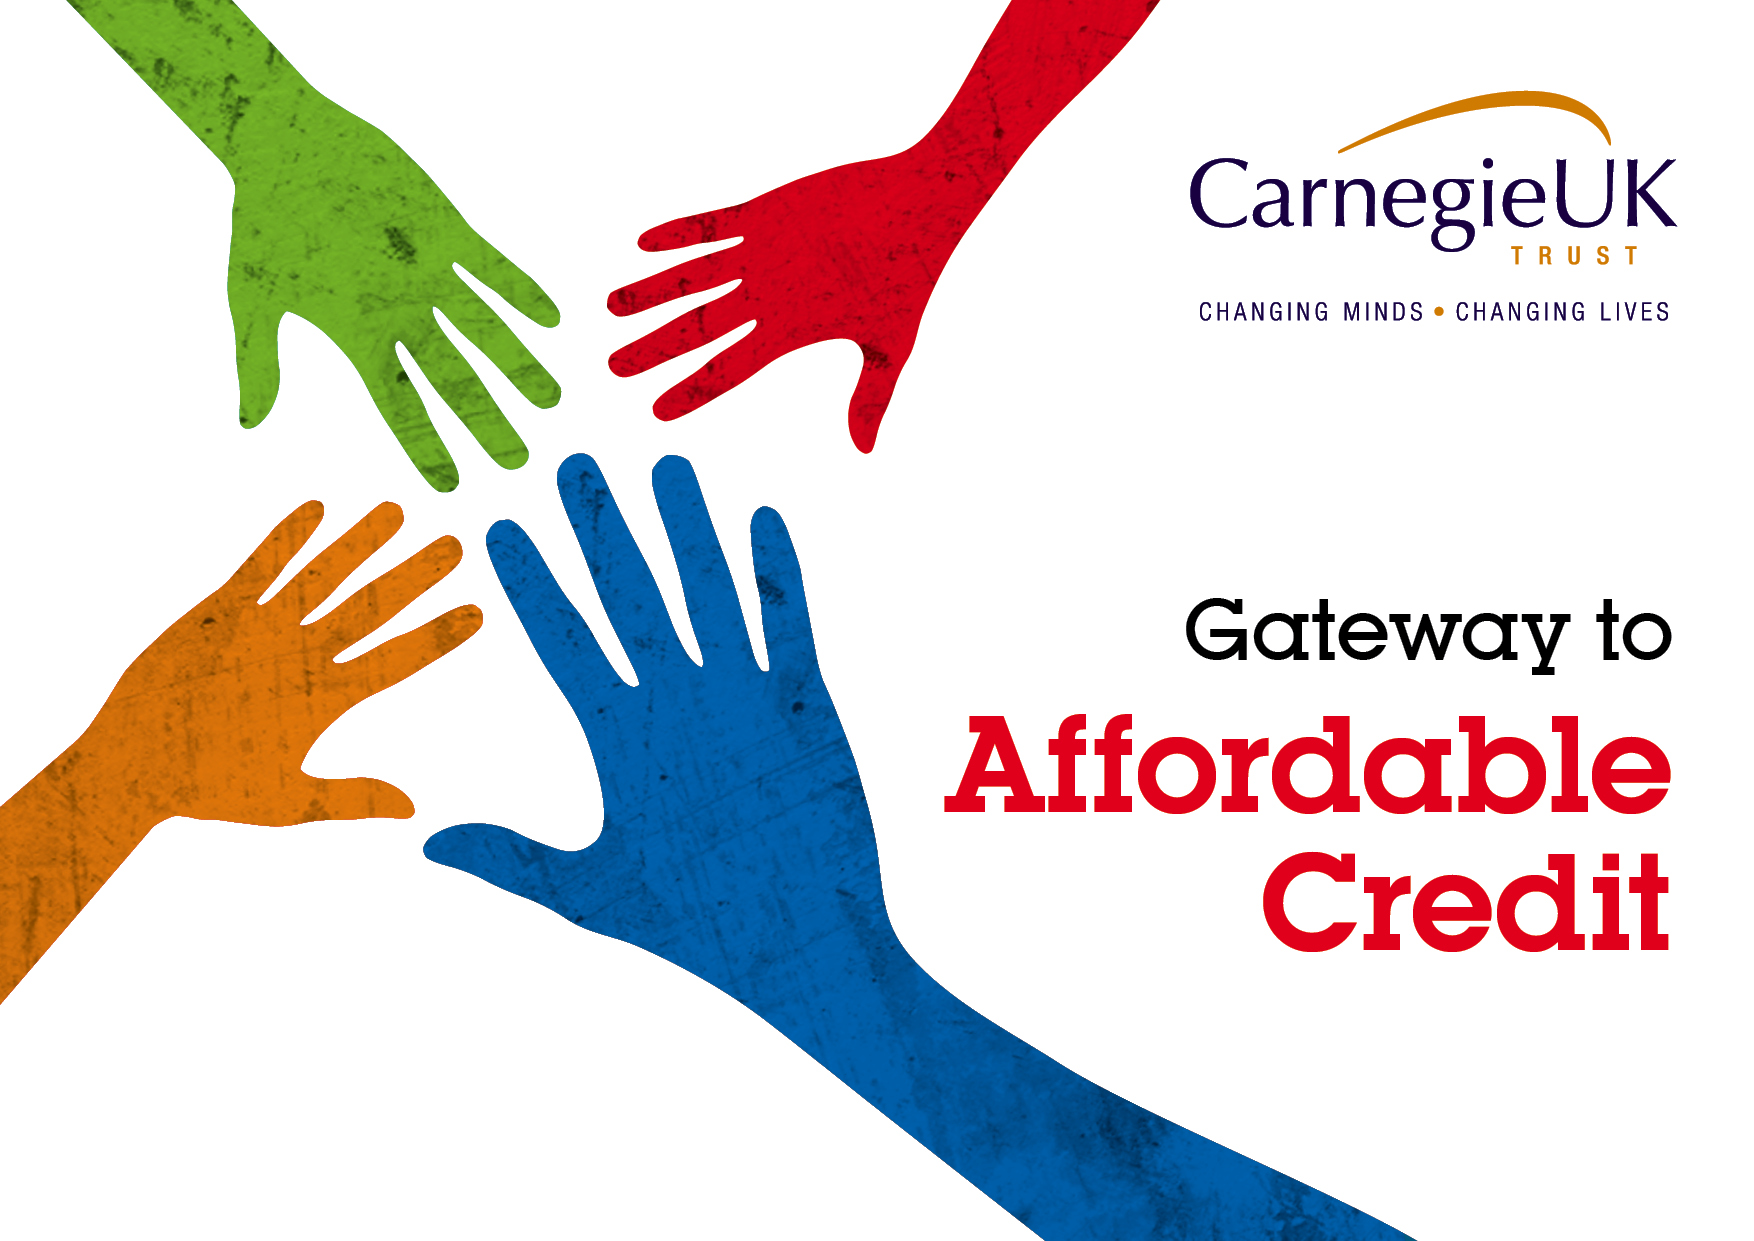 CarnegieUK
TRUST
CHANGING MINDS • CHANGING LIVES
Gateway to
Affordable
Credit